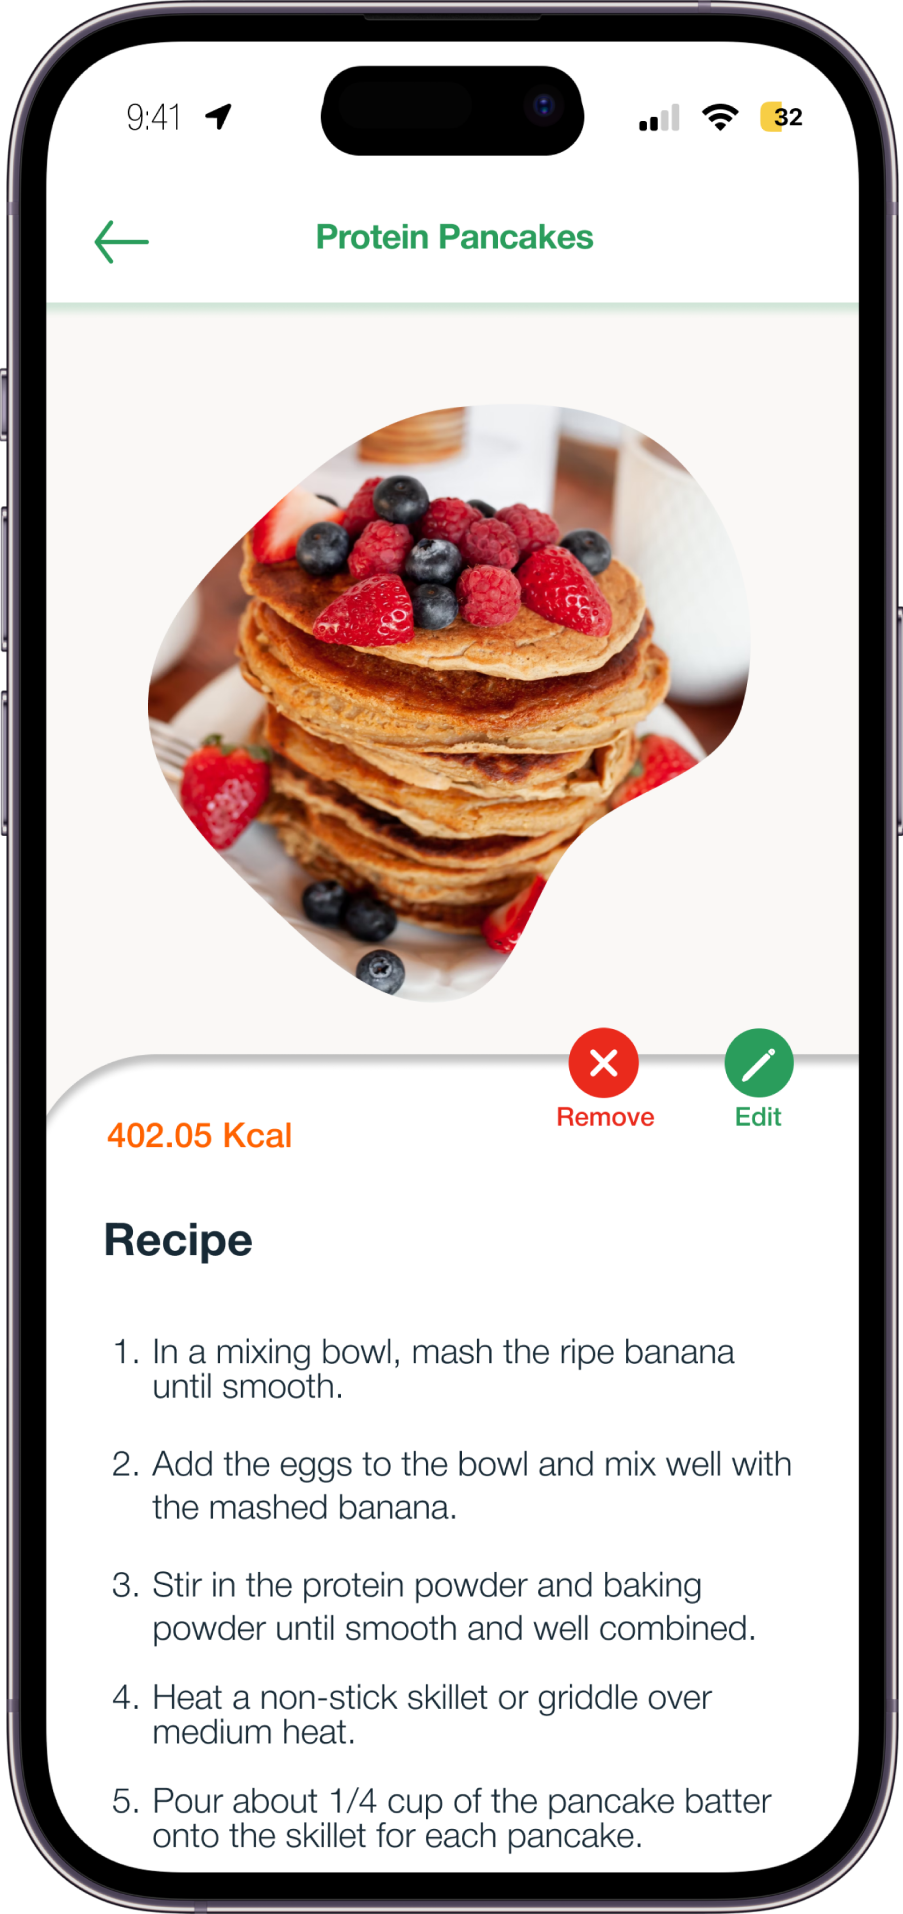 9:41
32
Protein Pancakes
Remove
Edit
402.05 Kcal
Recipe
1. In a mixing bowl, mash the ripe banana
until smooth.
2. Add the eggs to the bowl and mix well with
the mashed banana.
3. Stir in the protein powder and baking
powder until smooth and well combined.
4. Heat a non-stick skillet or griddle over
medium heat.
5. Pour about 1/4 cup of the pancake batter
onto the skillet for each pancake.